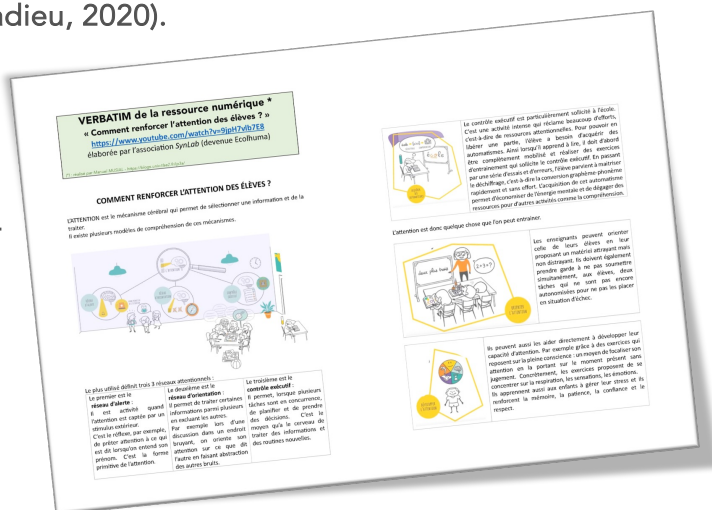 ndieu, 2020).
VERBATIM de la ressource numérique *
« Comment renforcer l'attention des élèves ? »
https://www.youtube.com/watch?v=9jpH7vIb7E8
élaborée par l'association SynLab (devenue Ecolhuma)
COMMENT RENFORCER L'ATTENTION DES ÉLÈVES ?
L'ATTENTION est le mécanisme cérébral qui permet de sélectionner une information et de la
traiter.
Il existe plusieurs modèles de compréhension de ces mécanismes.
Le plus utilisé définit trois 3 réseaux attentionnels :
Le premier est le
réseau d'alerte :
Il est activité quand
l'attention est captée par un
stimulus extérieur.
C'est le réflexe, par exemple,
de prêter attention à ce qui
est dit lorsqu'on entend son
prénom. C'est la forme
primitive de l'attention.
Le deuxième est le
réseau d'orientation :
Il permet de traiter certaines
informations parmi plusieurs
en excluant les autres.
Par exemple lors d'une
discussion dans un endroit
bruyant, on oriente son
attention sur ce que dit
l'autre en faisant abstraction
des autres bruits.
Le troisième est le
contrôle exécutif :
Il permet, lorsque plusieurs
tâches sont en concurrence,
de planifier et de prendre
des décisions. C'est le
moyen qu'a le cerveau de
traiter des informations et
des routines nouvelles.
Le contrôle exécutif est particulièrement sollicité à l'école.
C'est une activité intense qui réclame beaucoup d'efforts,
c'est-à-dire de ressources attentionnelles. Pour pouvoir en
libérer une partie, l'élève a besoin d'acquérir des
automatismes. Ainsi lorsqu'il apprend à lire, il doit d'abord
être complètement mobilisé et réaliser des exercices
d'entrainement qui sollicite le contrôle exécutif. En passant
par une série d'essais et d'erreurs, l'élève parvient à maitriser
le déchiffrage, c'est-à-dire la conversion graphème-phonème
rapidement et sans effort. L'acquisition de cet automatisme
permet d'économiser de l'énergie mentale et de dégager des
ressources pour d'autres activités comme la compréhension.
L'attention est donc quelque chose que l'on peut entrainer.
deux plus trois
2+3=?
Les enseignants peuvent orienter
celle de leurs élèves en leur
proposant un matériel attrayant mais
non distrayant. Ils doivent également
prendre garde à ne pas soumettre
simultanément, aux élèves, deux
tâches qui ne sont pas encore
autonomisées pour ne pas les placer
en situation d'échec.
Ils peuvent aussi les aider directement à développer leur
capacité d'attention. Par exemple grâce à des exercices qui
reposent sur la pleine conscience : un moyen de focaliser son
attention en la portant sur le moment présent sans
jugement. Concrètement, les exercices proposent de se
concentrer sur la respiration, les sensations, les émotions.
Ils apprennent aussi aux enfants à gérer leur stress et ils
renforcent la mémoire, la patience, la confiance et le
respect.